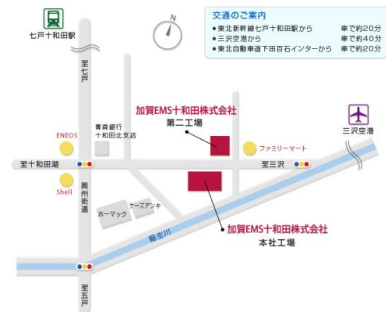 七戸十和田駅
交通のご案内
●東北新幹線七戸十和田駅から 車で約20分
●三沢空港から 車で約40分
●東北自動車道下田百石インターから 車で約20分
至七戸
加賀EMS十和田株式会社
第二工場
三沢空港
ENEOS
青森銀行
十和田北支店
ファミリーマート
至十和田湖
至三沢
Shell
奥州街道
ホーマック
ケーズデンキ
加賀EMS十和田株式会社
本社工場
稲生川
至五戸